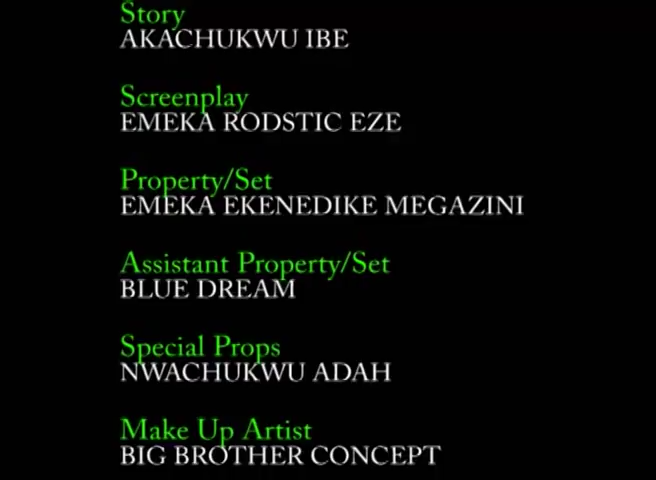 Story
AKACHUKWU IBE
Screenplay
EMEKA RODSTIC EZE
Property/Set
EMEKA EKENEDIKE MEGAZINI
Assistant Property/Set
BLUE DREAM
Special Props
NWACHUKWU ADAH
Make Up Artist
BIG BROTHER CONCEPT